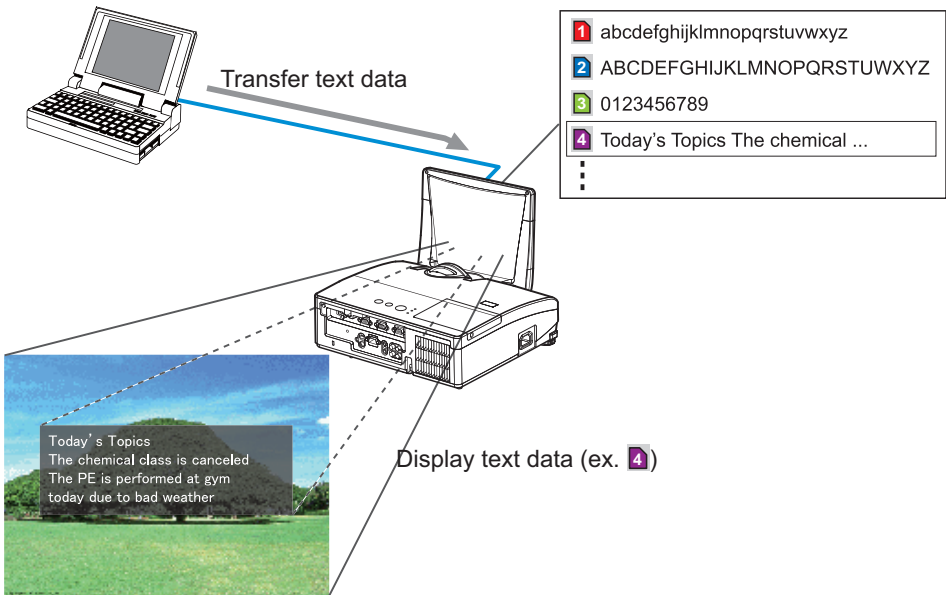 Transfer text data
1 abcdefghijklmnopqrstuvwxyz
2 ABCDEFGHIJKLMNOPQRSTUWXYZ
3 0123456789
4 Today's Topics The chemical ...
Today's Topics
The chemical class is canceled
The PE is performed at gym
today due to bad weather
Display text data (ex. 4)